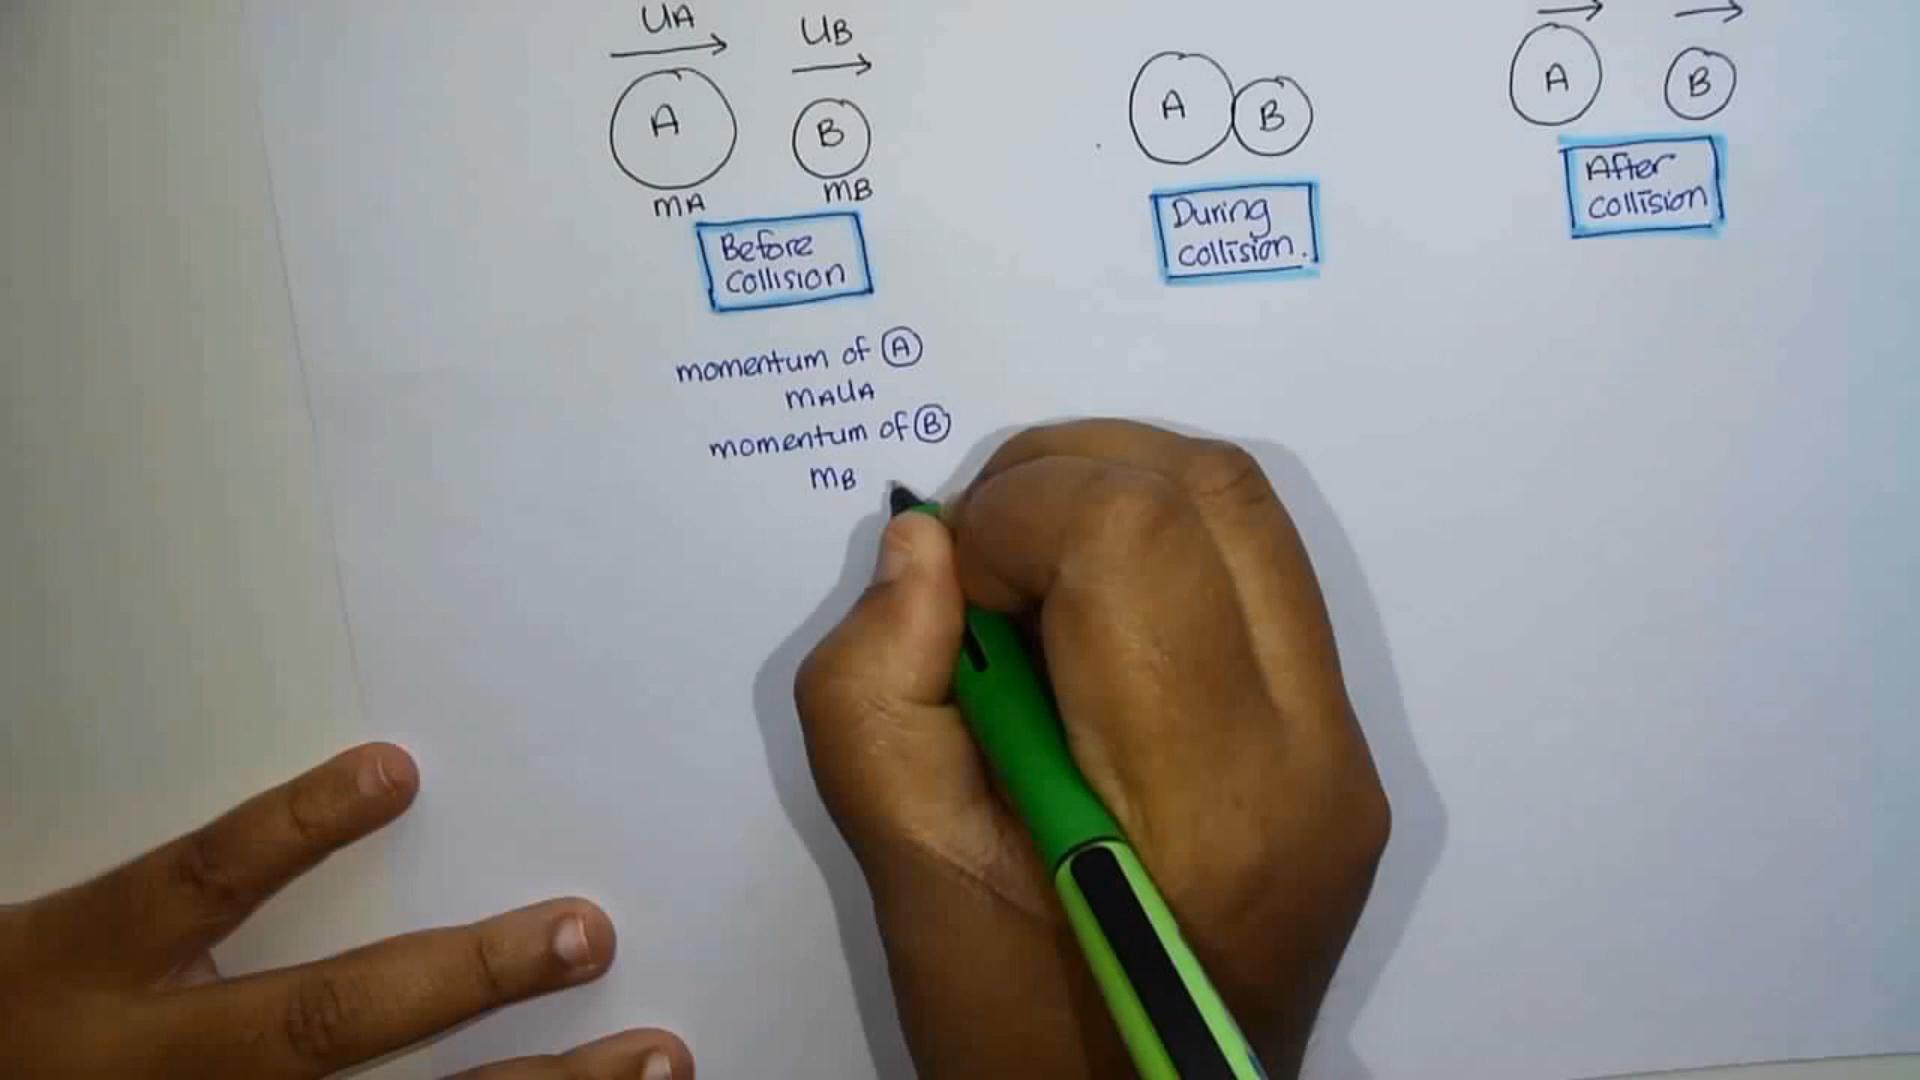 UA
UB
A
B
mA
mB
Before
collision
A
B
During
collision.
A
B
After
collision
momentum of A
mAUA
momentum of B
mB